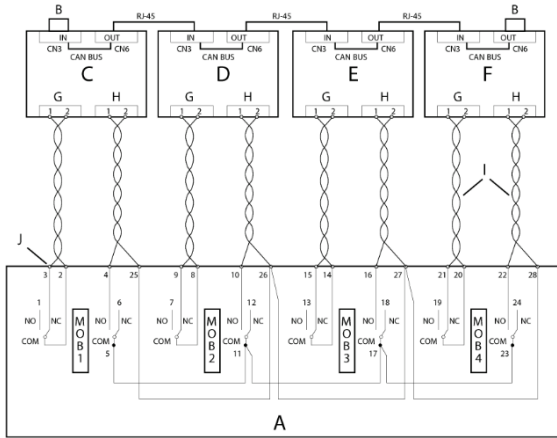 B RJ-45 RJ-45 RJ-45 B
IN OUT IN OUT IN OUT IN OUT
CN3 CN6 CN3 CN6 CN3 CN6 CN3 CN6
CAN BUS CAN BUS CAN BUS CAN BUS
C D E F
G H G H G H G H
1 2 1 2 1 2 1 2 1 2 1 2 1 2 1 2
I
J
3 2 4 25 9 8 10 26 15 14 16 27 21 20 22 28
1 6 7 12 13 18 19 24
NO NC NO NC NO NC NO NC NO NC NO NC NO NC NO NC
MOB1 MOB2 MOB3 MOB4
COM COM COM COM COM COM COM COM
5 11 17 23
A